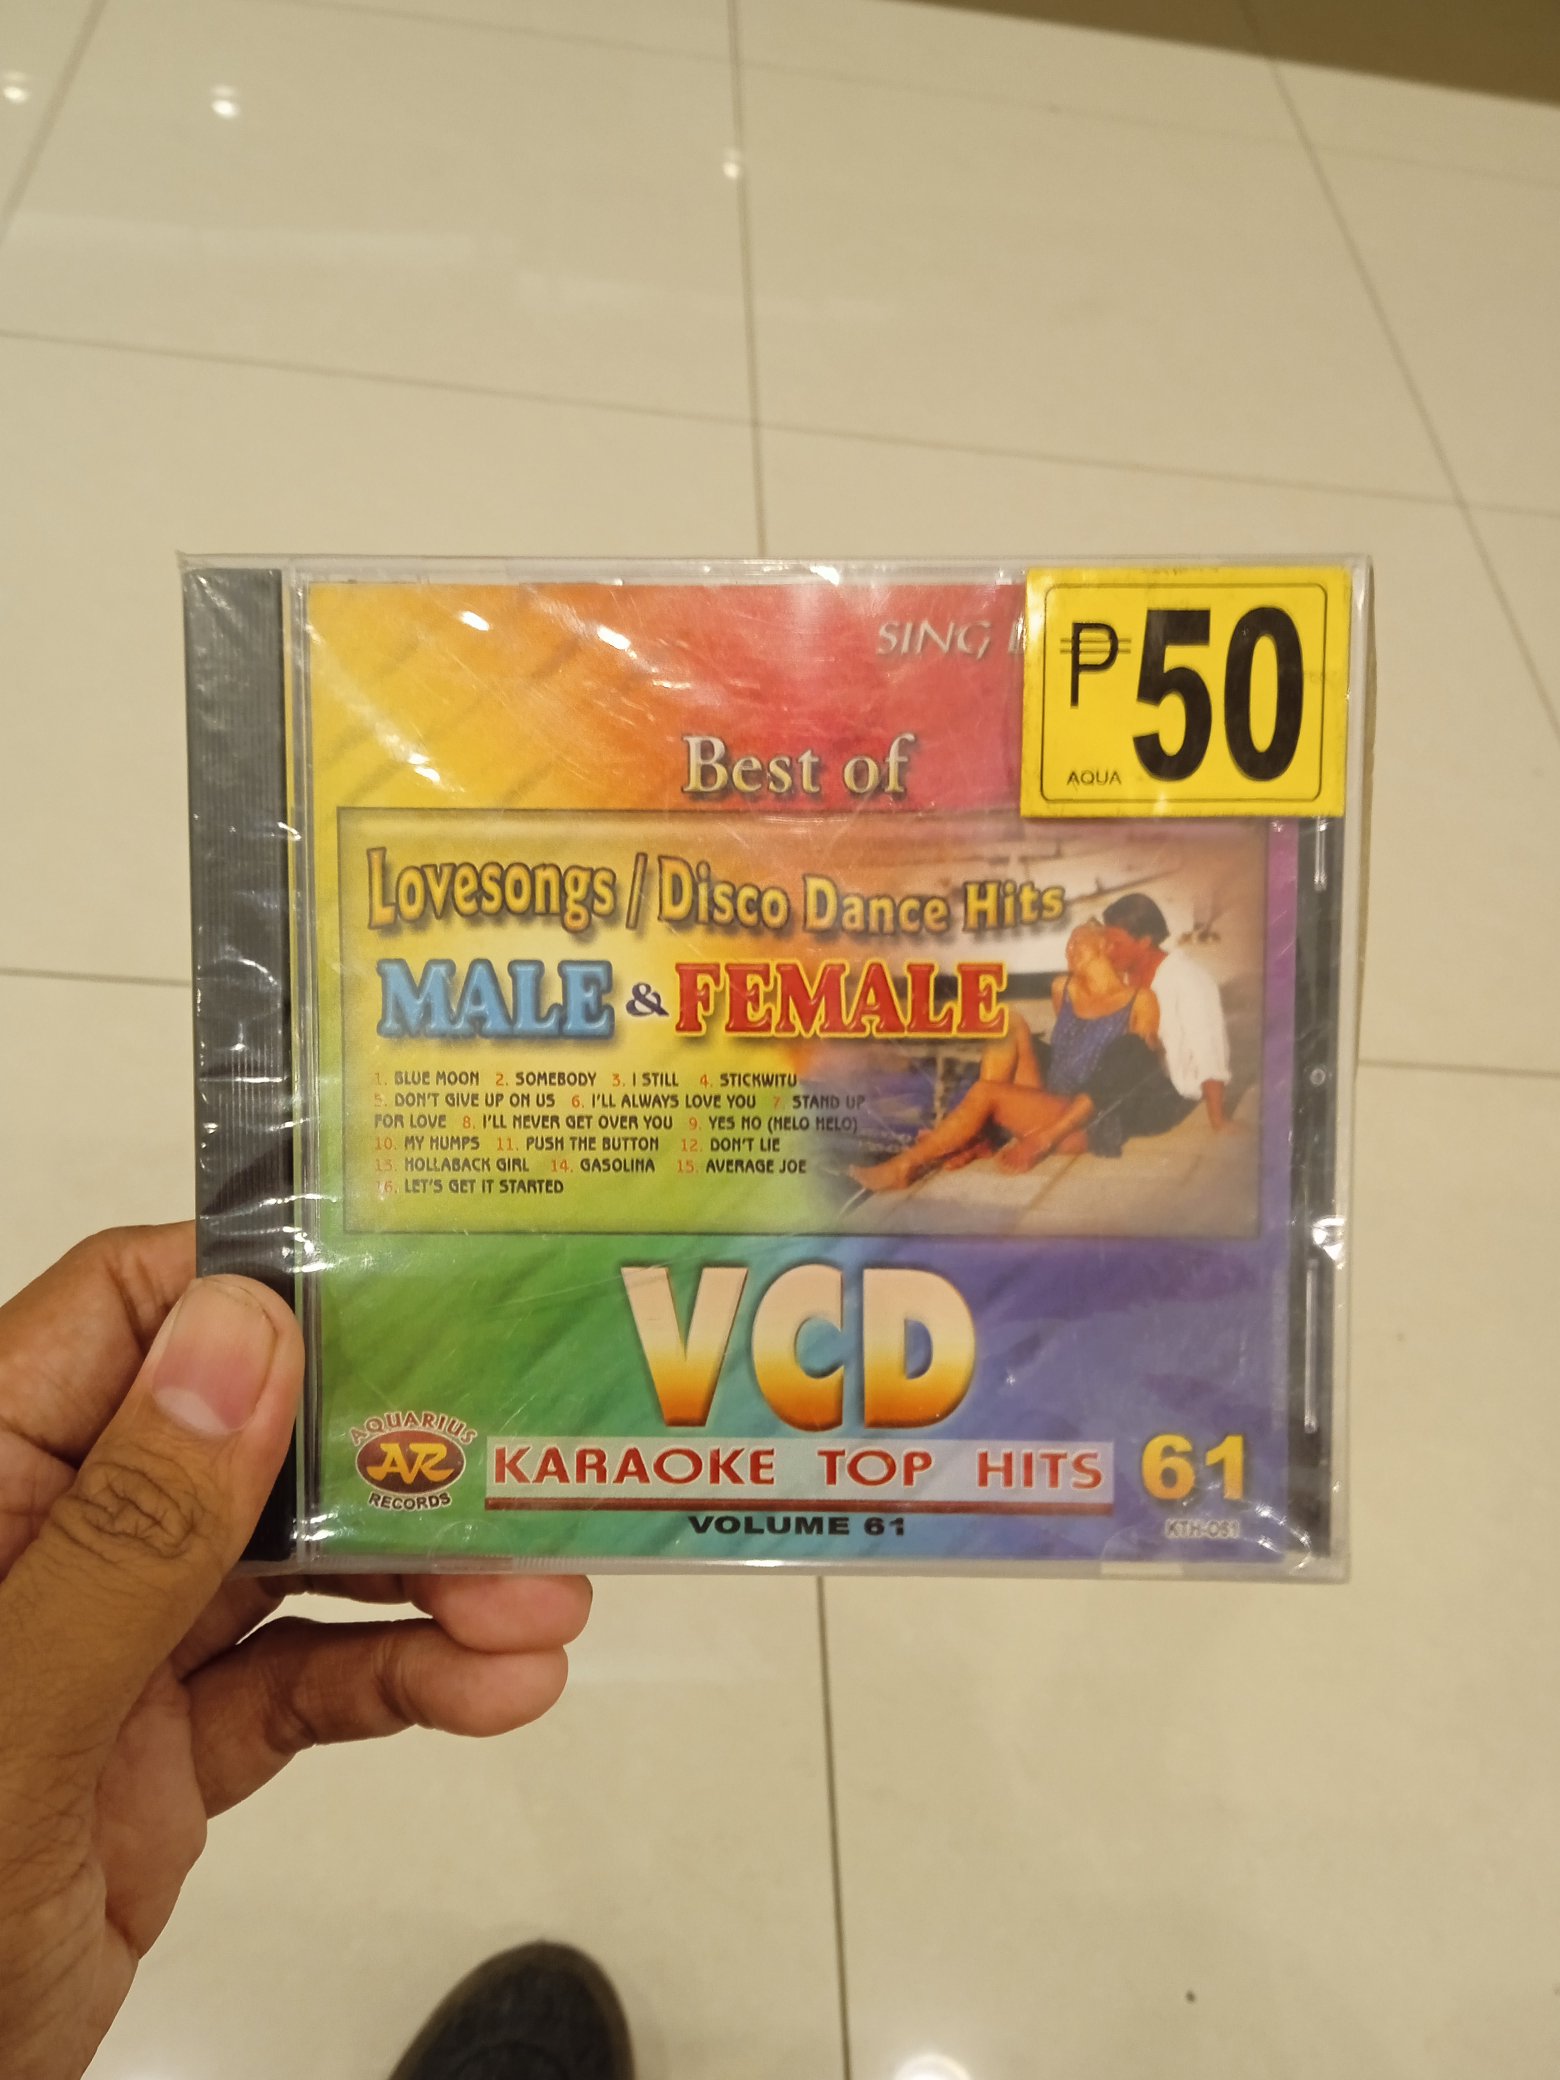 SING
₱50
AQUA
Best of
Lovesongs / Disco Dance Hits
MALE & FEMALE
1. BLUE MOON 2. SOMEBODY 3. I STILL 4. STICKWITU
5. DON'T GIVE UP ON US 6. I'LL ALWAYS LOVE YOU 7. STAND UP
FOR LOVE 8. I'LL NEVER GET OVER YOU 9. YES NO (HELO HELO)
10. MY HUMPS 11. PUSH THE BUTTON 12. DON'T LIE
13. HOLLABACK GIRL 14. GASOLINA 15. AVERAGE JOE
16. LET'S GET IT STARTED
VCD
AQUARIUS
AR
RECORDS
KARAOKE TOP HITS 61
VOLUME 61
KTH-061